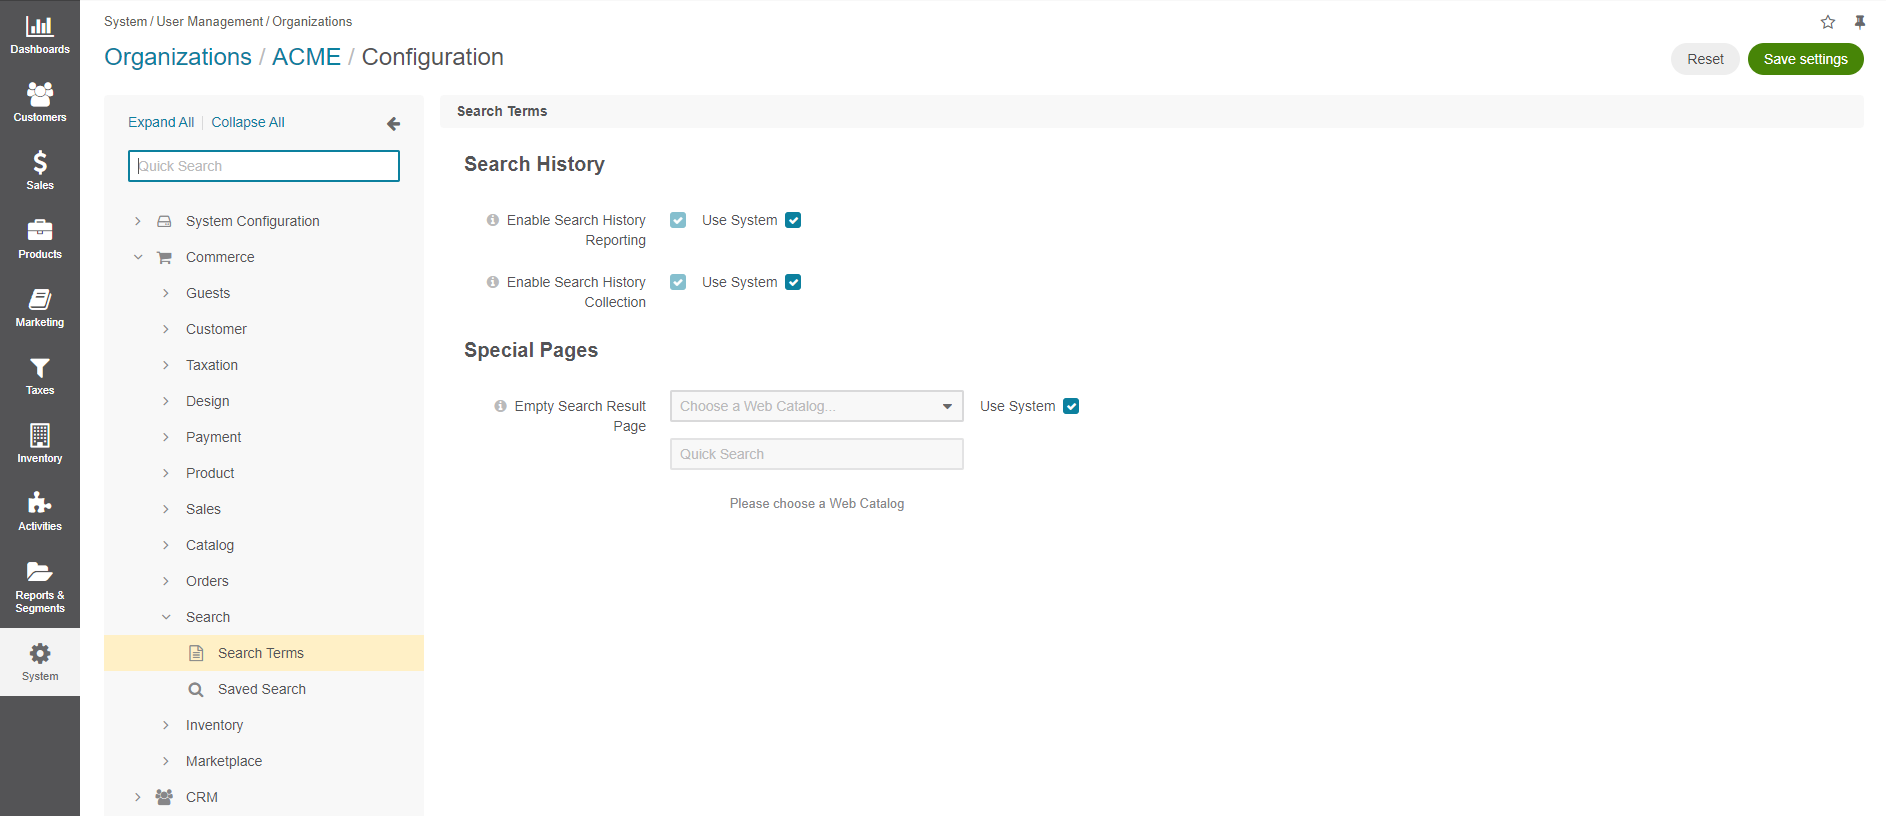 Dashboards
Customers
Sales
Products
Marketing
Taxes
Inventory
Activities
Reports &
Segments
System
System / User Management / Organizations
Organizations / ACME / Configuration
Reset
Save settings
Expand All
Collapse All
Quick Search
System Configuration
Commerce
Guests
Customer
Taxation
Design
Payment
Product
Sales
Catalog
Orders
Search
Search Terms
Saved Search
Inventory
Marketplace
CRM
Search Terms
Search History
Enable Search History
Reporting
Use System
Enable Search History
Collection
Use System
Special Pages
Empty Search Result
Page
Choose a Web Catalog...
Use System
Quick Search
Please choose a Web Catalog